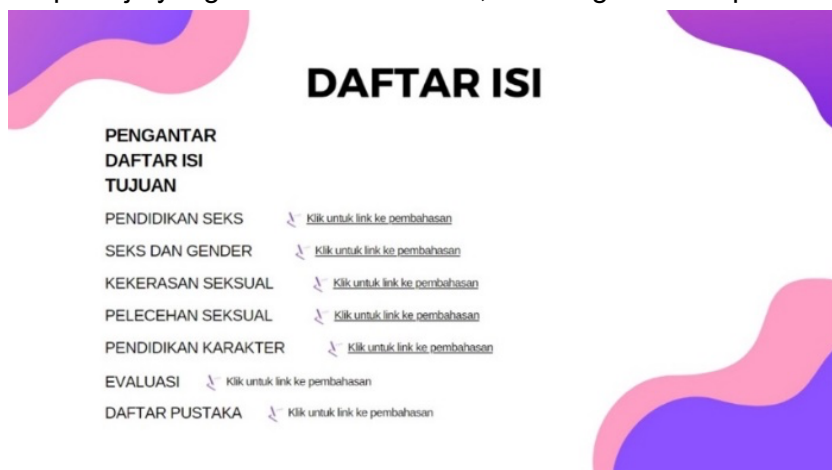 DAFTAR ISI
PENGANTAR
DAFTAR ISI
TUJUAN
PENDIDIKAN SEKS Klik untuk link ke pembahasan
SEKS DAN GENDER Klik untuk link ke pembahasan
KEKERASAN SEKSUAL Klik untuk link ke pembahasan
PELECEHAN SEKSUAL Klik untuk link ke pembahasan
PENDIDIKAN KARAKTER Klik untuk link ke pembahasan
EVALUASI Klik untuk link ke pembahasan
DAFTAR PUSTAKA Klik untuk link ke pembahasan